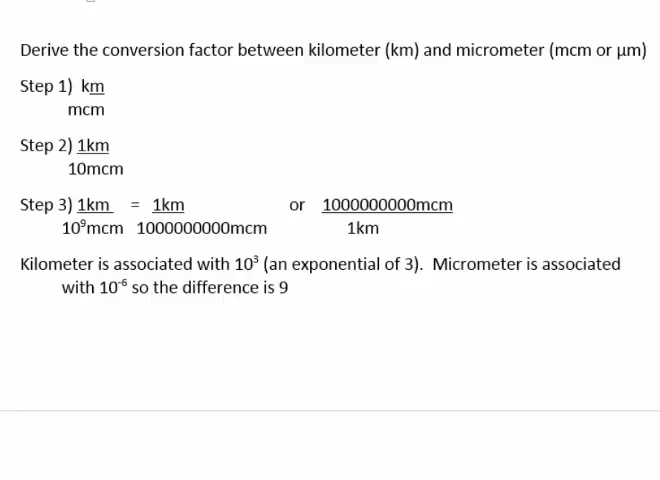 Derive the conversion factor between kilometer (km) and micrometer (mcm or µm)
Step 1) km
mcm
Step 2) 1km
10mcm
Step 3) 1km = 1km or 1000000000mcm
10⁹mcm 1000000000mcm 1km
Kilometer is associated with 10³ (an exponential of 3). Micrometer is associated
with 10⁻⁶ so the difference is 9